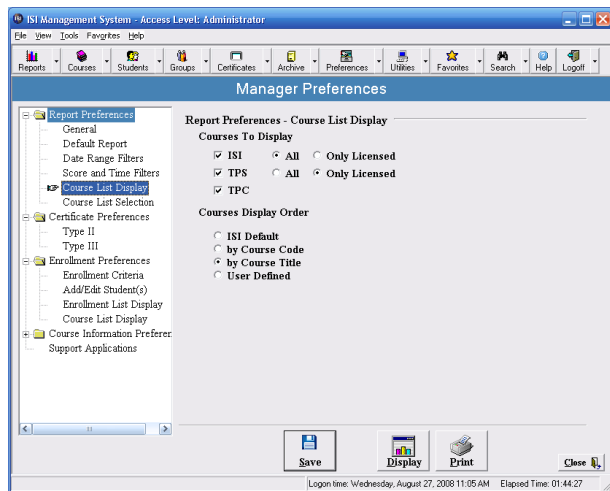 ISI Management System - Access Level: Administrator
File View Tools Favorites Help
Reports Courses Students Groups Certificates Archive Preferences Utilities Favorites Search Help Logoff
Manager Preferences
Report Preferences
General
Default Report
Date Range Filters
Score and Time Filters
Course List Display
Course List Selection
Certificate Preferences
Type II
Type III
Enrollment Preferences
Enrollment Criteria
Add/Edit Student(s)
Enrollment List Display
Course List Display
Course Information Preferer
Support Applications
Report Preferences - Course List Display
Courses To Display
ISI All Only Licensed
TPS All Only Licensed
TPC
Courses Display Order
ISI Default
by Course Code
by Course Title
User Defined
Save Display Print Close
Logon time: Wednesday, August 27, 2008 11:05 AM Elapsed Time: 01:44:27